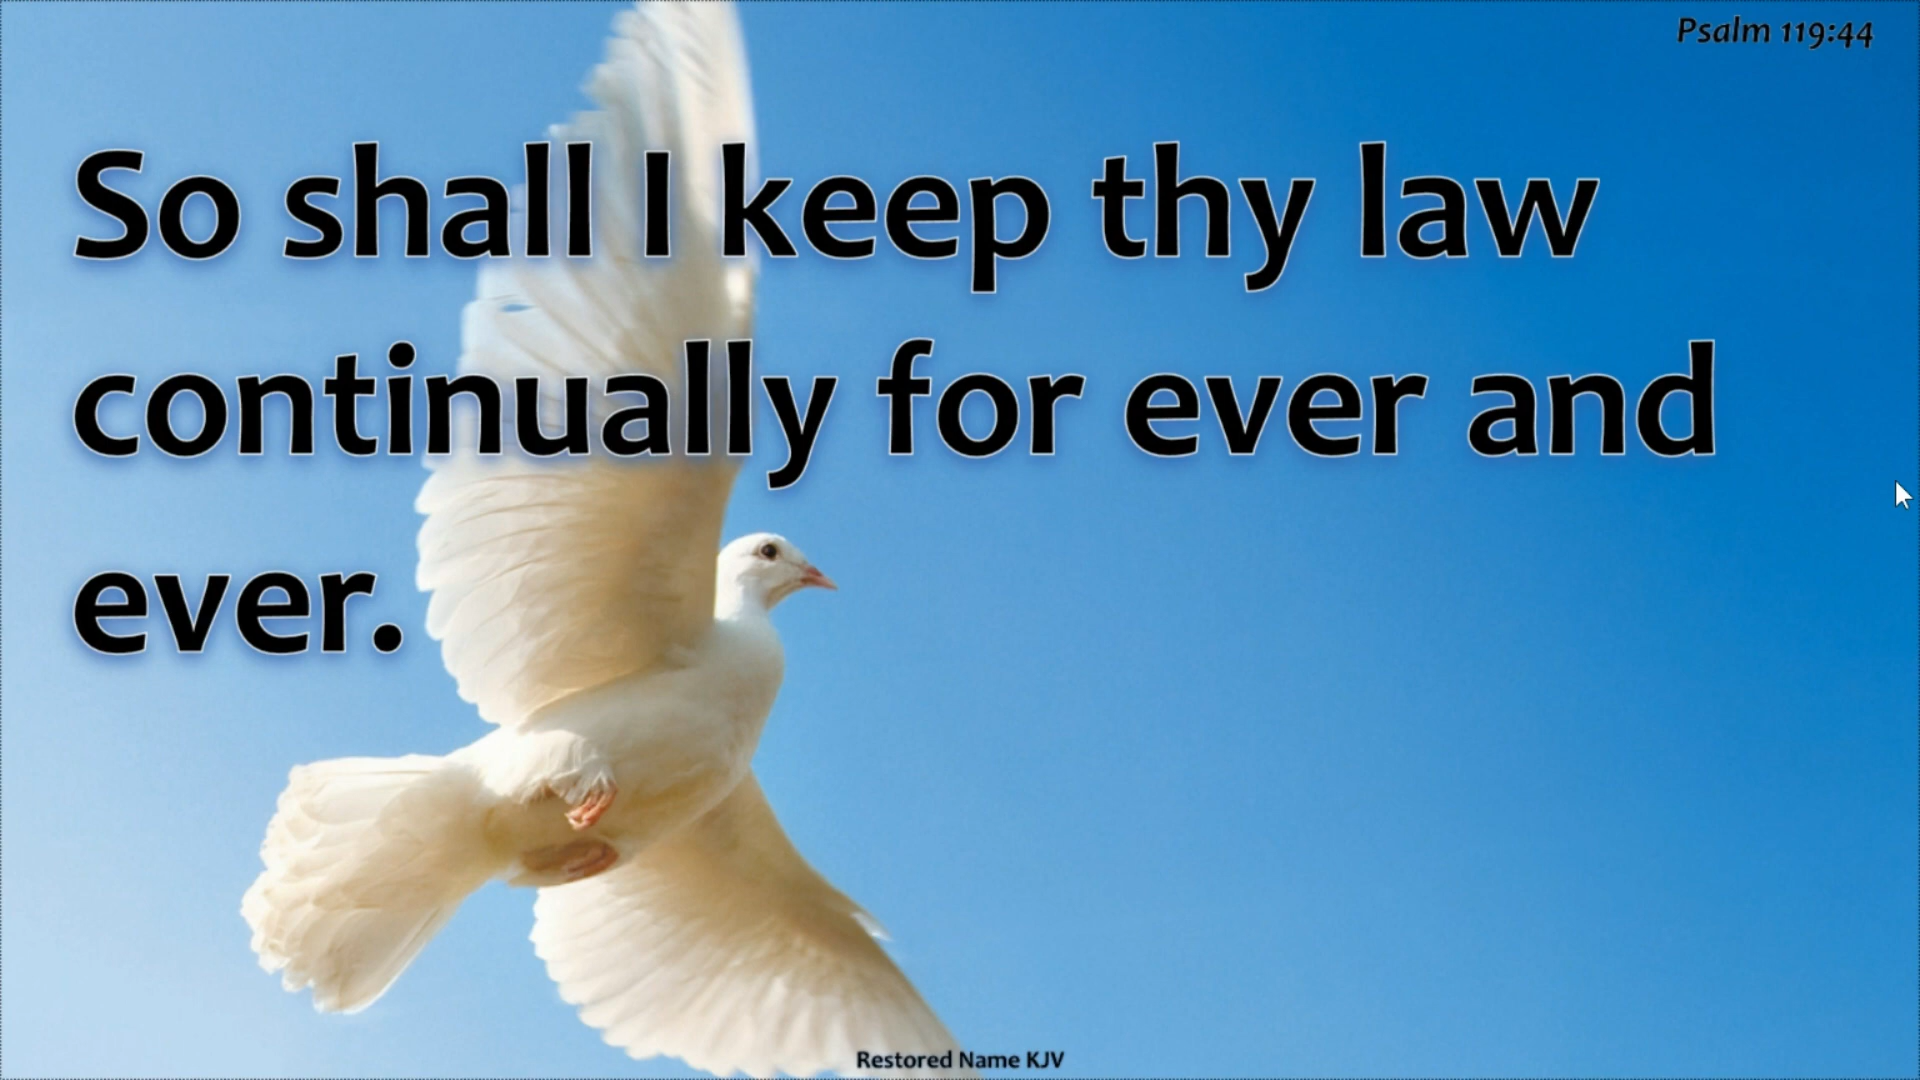 Psalm 119:44
So shall I keep thy law
continually for ever and
ever.
Restored Name KJV